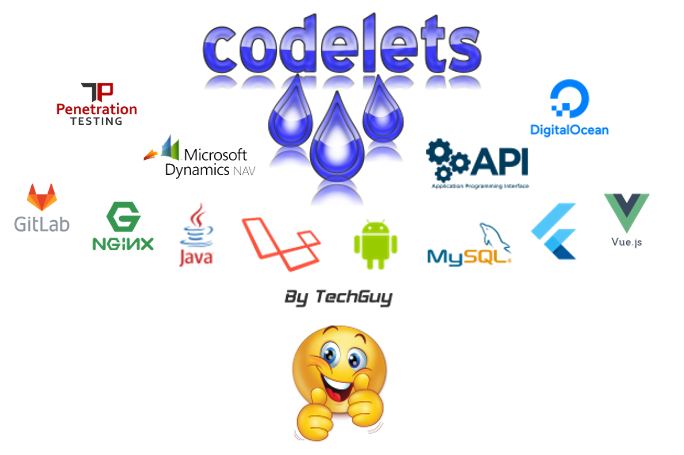 codelets
Penetration
TESTING
DigitalOcean
Microsoft
Dynamics NAV
API
Application Programming Interface
GitLab
NGINX
Java
MySQL
Vue.js
By TechGuy